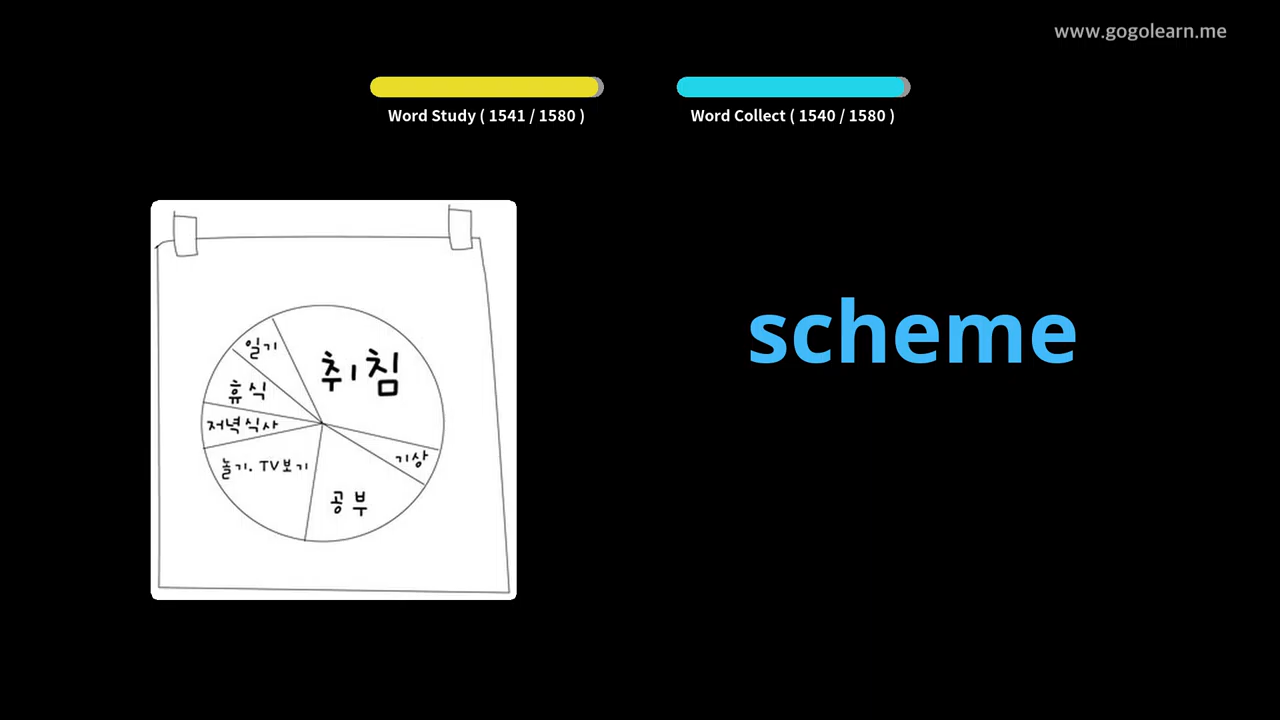 www.gogolearn.me
Word Study ( 1541 / 1580 )
Word Collect ( 1540 / 1580 )
scheme
일기
취침
휴식
저녁식사
기상
놀기. TV보기
공부